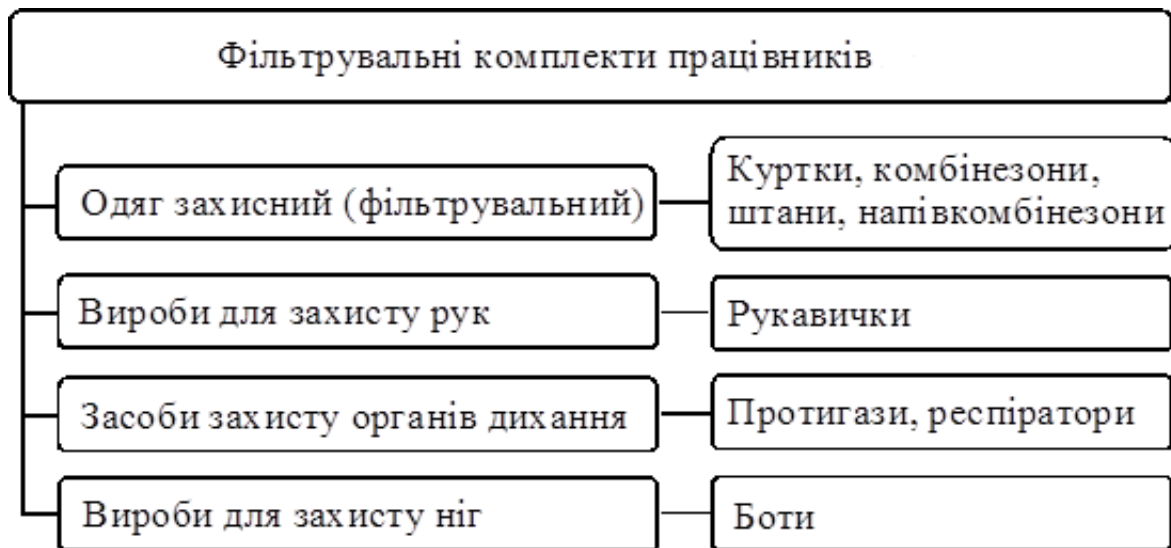 Фільтрувальні комплекти працівників
Одяг захисний (фільтрувальний)
Куртки, комбінезони,
штани, напівкомбінезони
Вироби для захисту рук
Рукавички
Засоби захисту органів дихання
Протигази, респіратори
Вироби для захисту ніг
Боти